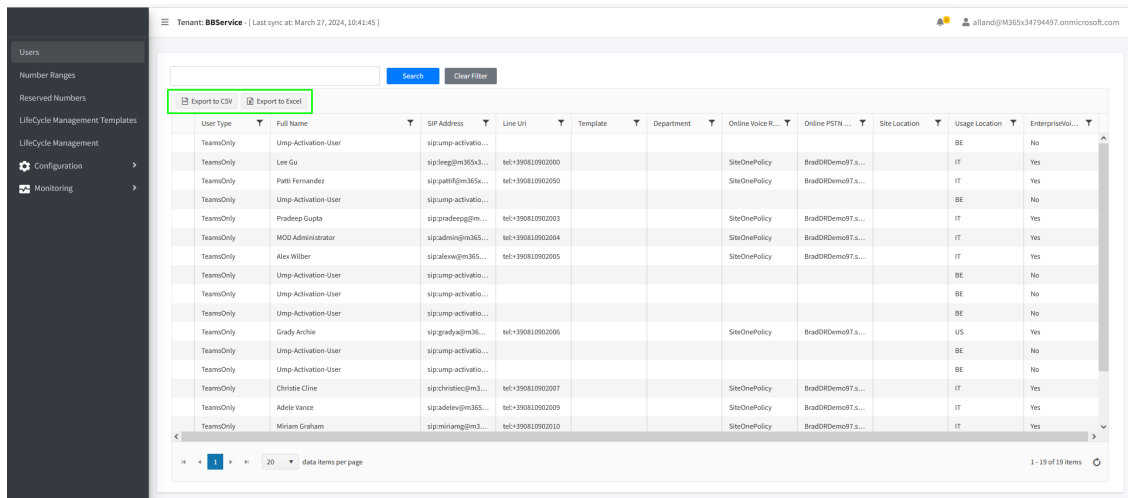 Tenant: BBService - [ Last sync at: March 27, 2024, 10:41:45 ]
alland@M365x34794497.onmicrosoft.com
Users
Number Ranges
Reserved Numbers
LifeCycle Management Templates
LifeCycle Management
Configuration
Monitoring
Search Clear Filter
Export to CSV Export to Excel
User Type Full Name SIP Address Line Uri Template Department Online Voice R... Online PSTN ... Site Location Usage Location EnterpriseVoi...
TeamsOnly Ump-Activation-User sip:ump-activatio... BE No
TeamsOnly Lee Gu sip:leeg@m365x3... tel:+390810902000 SiteOnePolicy BradDRDemo97.s... IT Yes
TeamsOnly Patti Fernandez sip:pattif@m365x... tel:+390810902050 SiteOnePolicy BradDRDemo97.s... IT Yes
TeamsOnly Ump-Activation-User sip:ump-activatio... BE No
TeamsOnly Pradeep Gupta sip:pradeepg@m... tel:+390810902003 SiteOnePolicy BradDRDemo97.s... IT Yes
TeamsOnly MOD Administrator sip:admin@m365... tel:+390810902004 SiteOnePolicy BradDRDemo97.s... IT Yes
TeamsOnly Alex Wilber sip:alexw@m365... tel:+390810902005 SiteOnePolicy BradDRDemo97.s... IT Yes
TeamsOnly Ump-Activation-User sip:ump-activatio... BE No
TeamsOnly Ump-Activation-User sip:ump-activatio... BE No
TeamsOnly Ump-Activation-User sip:ump-activatio... BE No
TeamsOnly Grady Archie sip:gradya@m36... tel:+390810902006 SiteOnePolicy BradDRDemo97.s... US Yes
TeamsOnly Ump-Activation-User sip:ump-activatio... BE No
TeamsOnly Ump-Activation-User sip:ump-activatio... BE No
TeamsOnly Christie Cline sip:christiec@m3... tel:+390810902007 SiteOnePolicy BradDRDemo97.s... IT Yes
TeamsOnly Adele Vance sip:adelev@m365... tel:+390810902009 SiteOnePolicy BradDRDemo97.s... IT Yes
TeamsOnly Miriam Graham sip:miriamg@m3... tel:+390810902010 SiteOnePolicy BradDRDemo97.s... IT Yes
1 20 data items per page 1 - 19 of 19 items